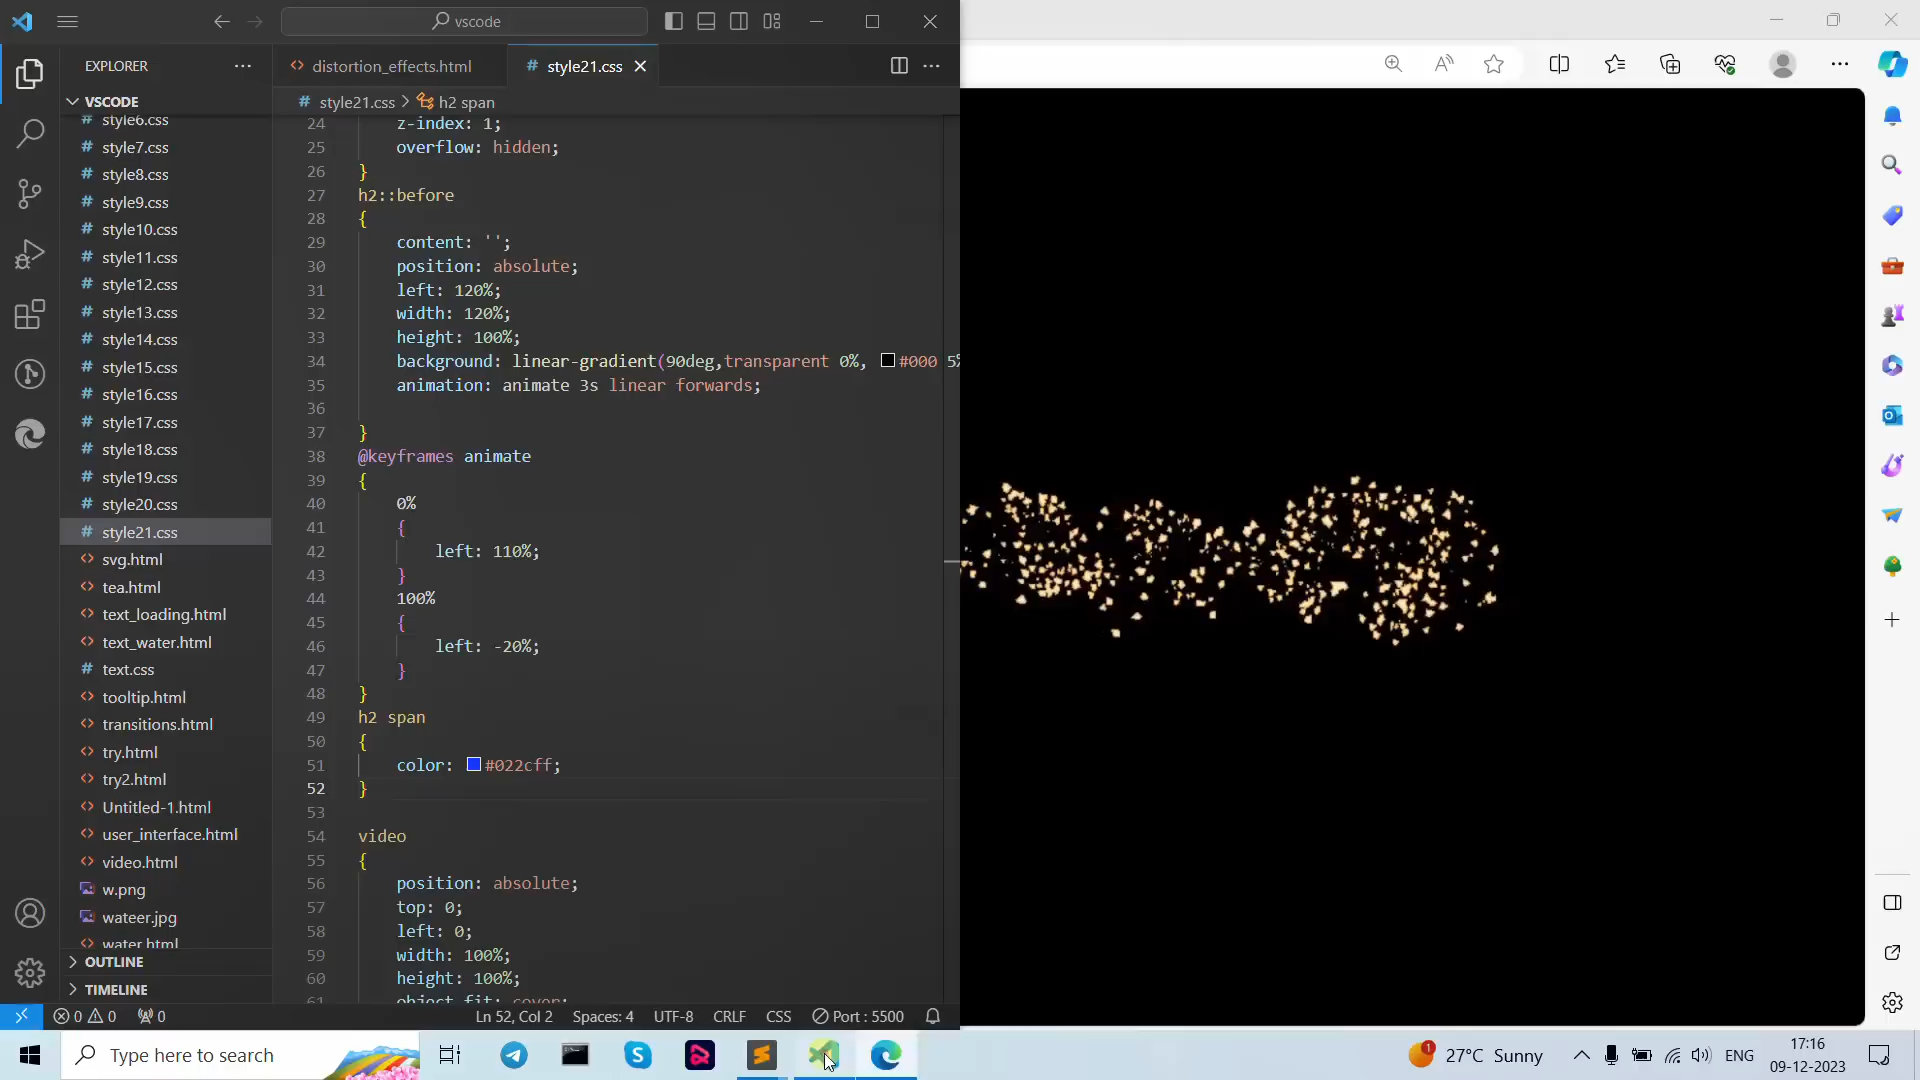 vscode
EXPLORER
distortion_effects.html
style21.css
VSCODE
style21.css > h2 span
style6.css
style7.css
style8.css
style9.css
style10.css
style11.css
style12.css
style13.css
style14.css
style15.css
style16.css
style17.css
style18.css
style19.css
style20.css
style21.css
svg.html
tea.html
text_loading.html
text_water.html
text.css
tooltip.html
transitions.html
try.html
try2.html
Untitled-1.html
user_interface.html
video.html
w.png
wateer.jpg
water.html
OUTLINE
TIMELINE
24 z-index: 1;
25 overflow: hidden;
26 }
27 h2::before
28 {
29 content: '';
30 position: absolute;
31 left: 120%;
32 width: 120%;
33 height: 100%;
34 background: linear-gradient(90deg,transparent 0%, #000 5%
35 animation: animate 3s linear forwards;
36
37 }
38 @keyframes animate
39 {
40 0%
41 {
42 left: 110%;
43 }
44 100%
45 {
46 left: -20%;
47 }
48 }
49 h2 span
50 {
51 color: #022cff;
52 }
53
54 video
55 {
56 position: absolute;
57 top: 0;
58 left: 0;
59 width: 100%;
60 height: 100%;
61 object-fit: cover;
0 0 0 Ln 52, Col 2 Spaces: 4 UTF-8 CRLF CSS Port : 5500
Type here to search
27°C Sunny
ENG
17:16
09-12-2023